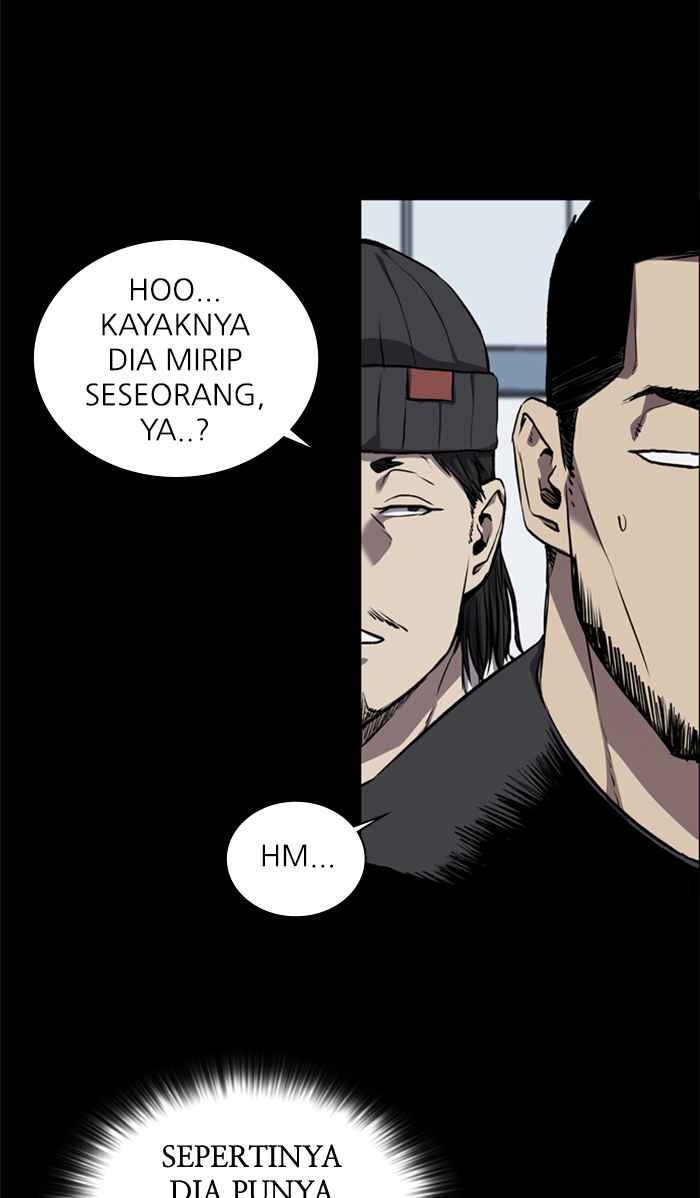 HOO...
KAYAKNYA
DIA MIRIP
SESEORANG,
YA..?
HM...
SEPERTINYA
DIA PUNYA